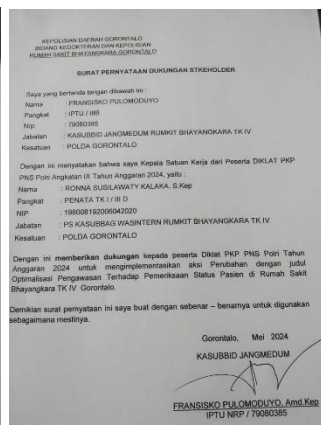 KEPOLISIAN DAERAH GORONTALO
BIDANG KEDOKTERAN DAN KEPOLISIAN
RUMAH SAKIT BHAYANGKARA GORONTALO
SURAT PERNYATAAN DUKUNGAN STKEHOLDER
Saya yang bertanda tangan dibawah ini :
Nama : FRANSISKO PULOMODUYO
Pangkat : IPTU / IIIB
Nrp : 79080385
Jabatan : KASUBBID JANGMEDUM RUMKIT BHAYANGKARA TK IV
Kesatuan : POLDA GORONTALO
Dengan ini menyatakan bahwa saya Kepala Satuan Kerja dari Peserta DIKLAT PKP
PNS Polri Angkatan IX Tahun Anggaran 2024, yaitu :
Nama : RONNA SUSILAWATY KALAKA, S.Kep
Pangkat : PENATA TK I / III D
NIP : 198008192006042020
Jabatan : PS KASUBBAG WASINTERN RUMKIT BHAYANGKARA TK IV
Kesatuan : POLDA GORONTALO
Dengan ini memberikan dukungan kepada peserta Diklat PKP PNS Polri Tahun
Anggaran 2024 untuk mengimplementasikan aksi Perubahan dengan judul
Optimalisasi Pengawasan Terhadap Pemeriksaan Status Pasien di Rumah Sakit
Bhayangkara TK IV Gorontalo.
Demikian surat pernyataan ini saya buat dengan sebenar – benarnya untuk digunakan
sebagaimana mestinya.
Gorontalo, Mei 2024
KASUBBID JANGMEDUM
FRANSISKO PULOMODUYO, Amd.Kep
IPTU NRP / 79080385